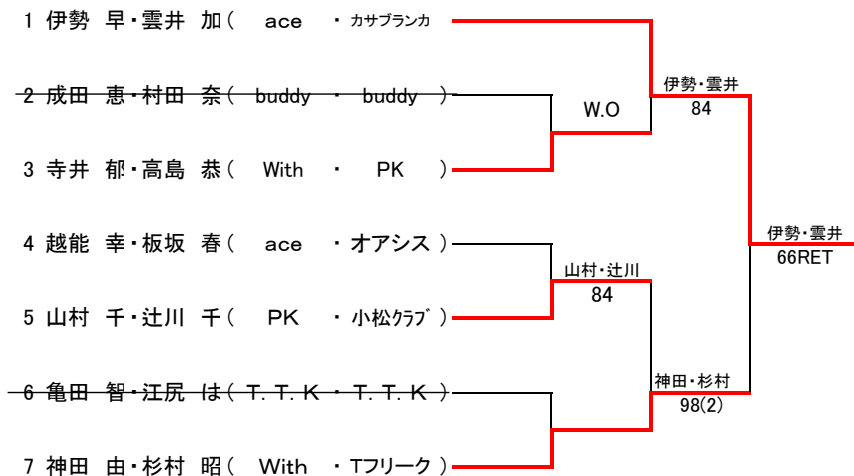 1 伊勢 早・雲井 加( ace ・ カサブランカ
伊勢・雲井
2 成田 恵・村田 奈( buddy ・ buddy )
W.O
84
3 寺井 郁・高島 恭( With ・ PK )
伊勢・雲井
4 越能 幸・板坂 春( ace ・オアシス )
66RET
山村・辻川
84
5 山村 千・辻川 千( PK ・小松クラブ )
神田・杉村
6 亀田 智・江尻 は( T.T.K ・ T.T.K )
98(2)
7 神田 由・杉村 昭( With ・Tフリーク )